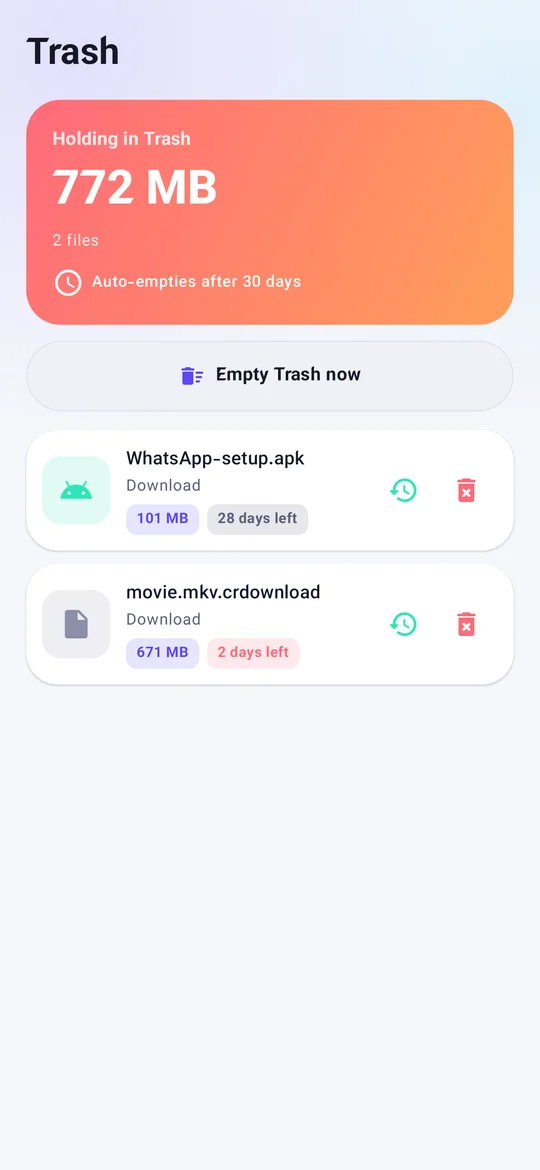 Trash
Holding in Trash
772 MB
2 files
Auto-empties after 30 days
Empty Trash now
WhatsApp-setup.apk
Download
101 MB
28 days left
movie.mkv.crdownload
Download
671 MB
2 days left